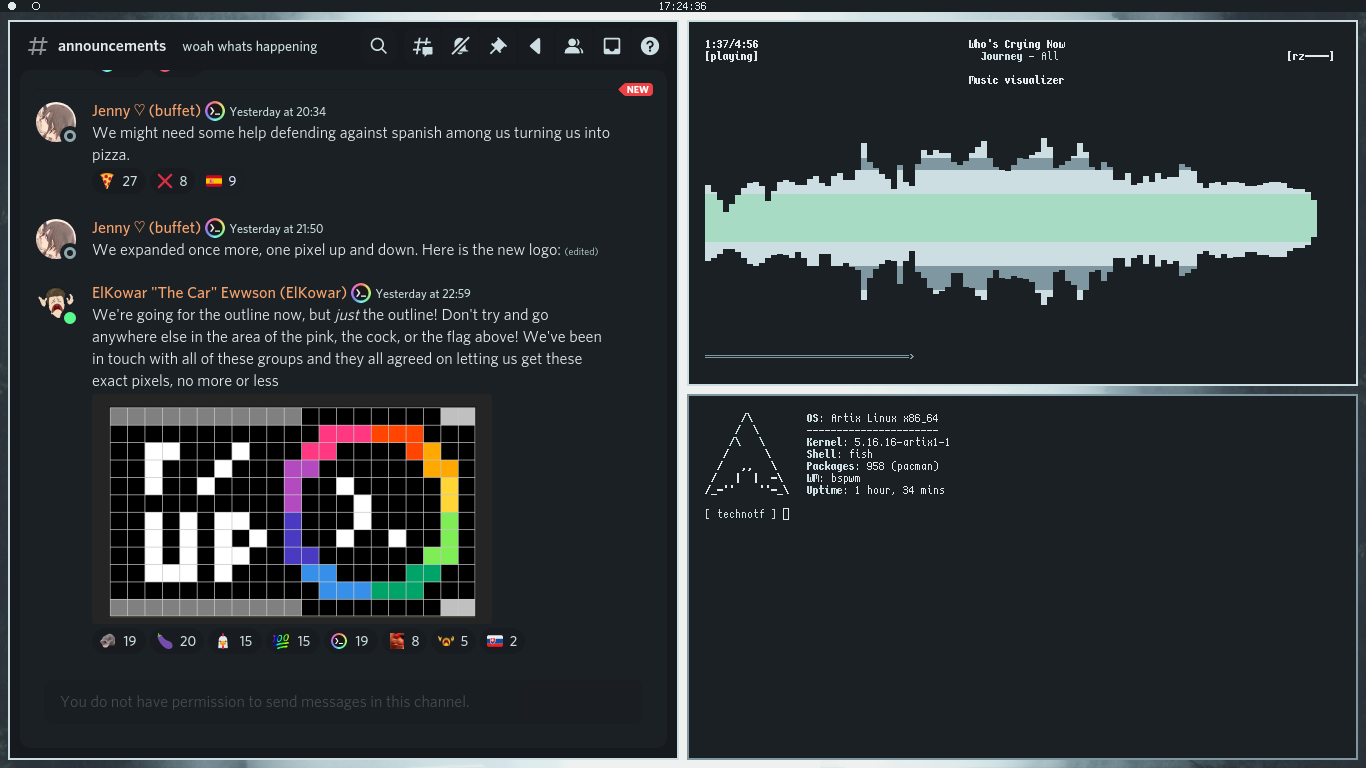 17:24:36
announcements woah whats happening
NEW
Jenny ♡ (buffet) Yesterday at 20:34
We might need some help defending against spanish among us turning us into
pizza.
27 8 9
Jenny ♡ (buffet) Yesterday at 21:50
We expanded once more, one pixel up and down. Here is the new logo: (edited)
ElKowar "The Car" Ewwson (ElKowar) Yesterday at 22:59
We're going for the outline now, but just the outline! Don't try and go
anywhere else in the area of the pink, the cock, or the flag above! We've been
in touch with all of these groups and they all agreed on letting us get these
exact pixels, no more or less
r/
UP
19 20 15 100 15 19 8 5 2
You do not have permission to send messages in this channel.
1:37/4:56 Who's Crying Now
[playing] Journey - All [rz———]
Music visualizer
OS: Artix Linux x86_64
----------------------
Kernel: 5.16.16-artix1-1
Shell: fish
Packages: 958 (pacman)
WM: bspwm
Uptime: 1 hour, 34 mins
[ technotf ]